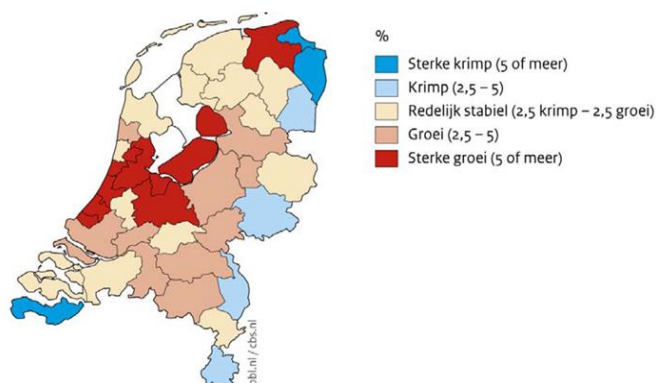 %
Sterke krimp (5 of meer)
Krimp (2,5 – 5)
Redelijk stabiel (2,5 krimp – 2,5 groei)
Groei (2,5 – 5)
Sterke groei (5 of meer)
pbl.nl / cbs.nl